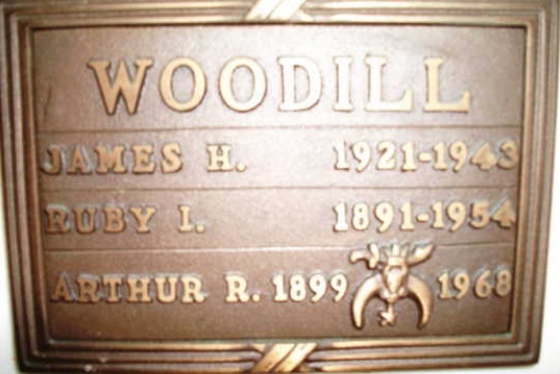 WOODILL
JAMES H. 1921-1943
RUBY I. 1891-1954
ARTHUR R. 1899 1968